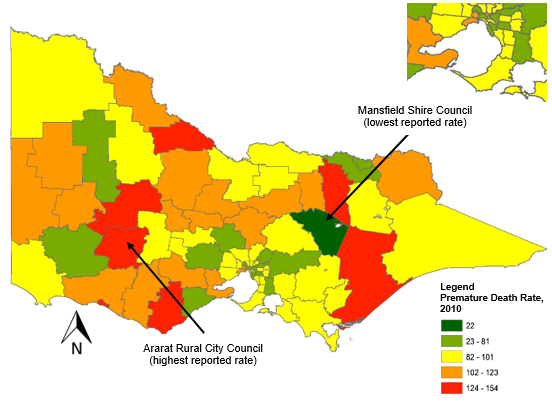 Mansfield Shire Council
(lowest reported rate)
Legend
Premature Death Rate,
2010
22
23 - 81
82 - 101
102 - 123
124 - 154
N
Ararat Rural City Council
(highest reported rate)